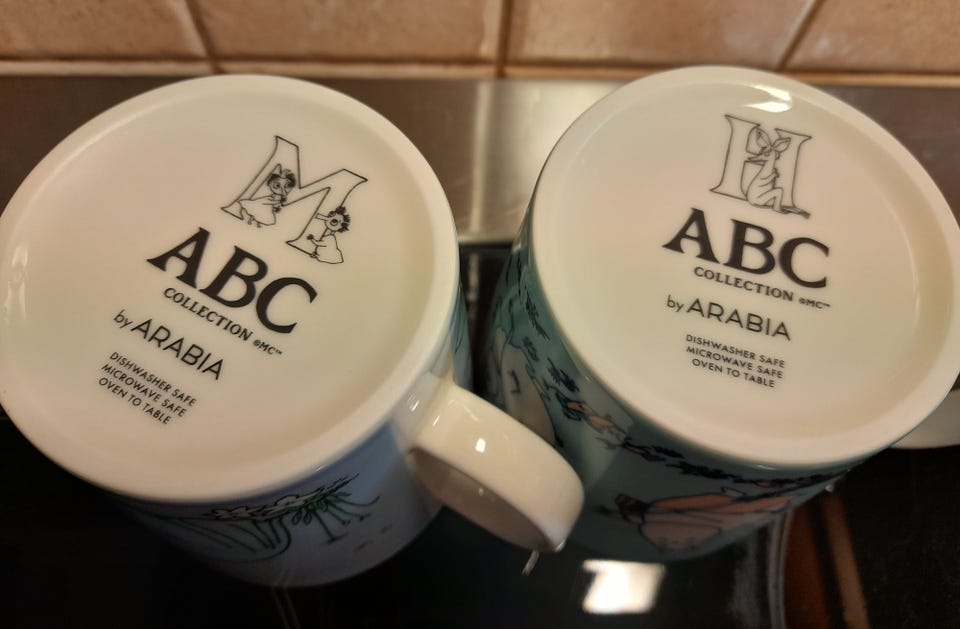 M
ABC
COLLECTION ©MC™
by ARABIA
DISHWASHER SAFE
MICROWAVE SAFE
OVEN TO TABLE
H
ABC
COLLECTION ©MC™
by ARABIA
DISHWASHER SAFE
MICROWAVE SAFE
OVEN TO TABLE